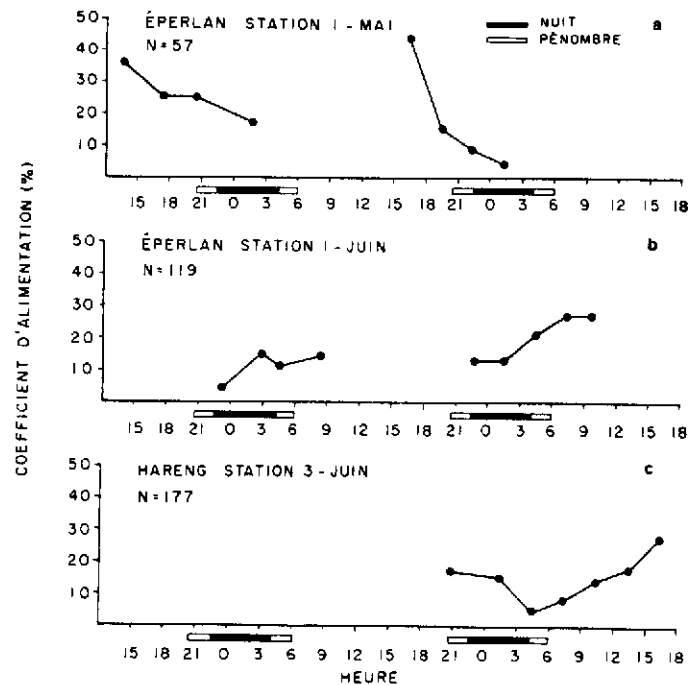 COEFFICIENT D'ALIMENTATION (%)
ÉPERLAN STATION 1 - MAI
N=57
NUIT
PÉNOMBRE
a
50
40
30
20
10
15 18 21 0 3 6 9 12 15 18 21 0 3 6 9 12 15 18
ÉPERLAN STATION 1 - JUIN
N=119
b
50
40
30
20
10
15 18 21 0 3 6 9 12 15 18 21 0 3 6 9 12 15 18
HARENG STATION 3 - JUIN
N=177
c
50
40
30
20
10
15 18 21 0 3 6 9 12 15 18 21 0 3 6 9 12 15 18
HEURE